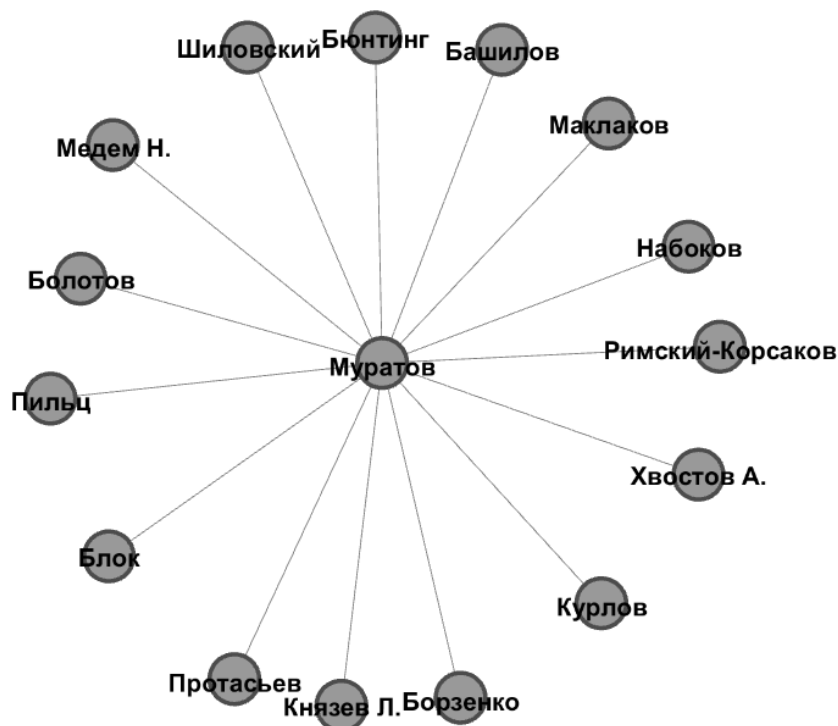 Шиловский
Бюнтинг
Башилов
Маклаков
Медем Н.
Набоков
Болотов
Римский-Корсаков
Муратов
Пильц
Хвостов А.
Блок
Курлов
Протасьев
Князев Л.
Борзенко